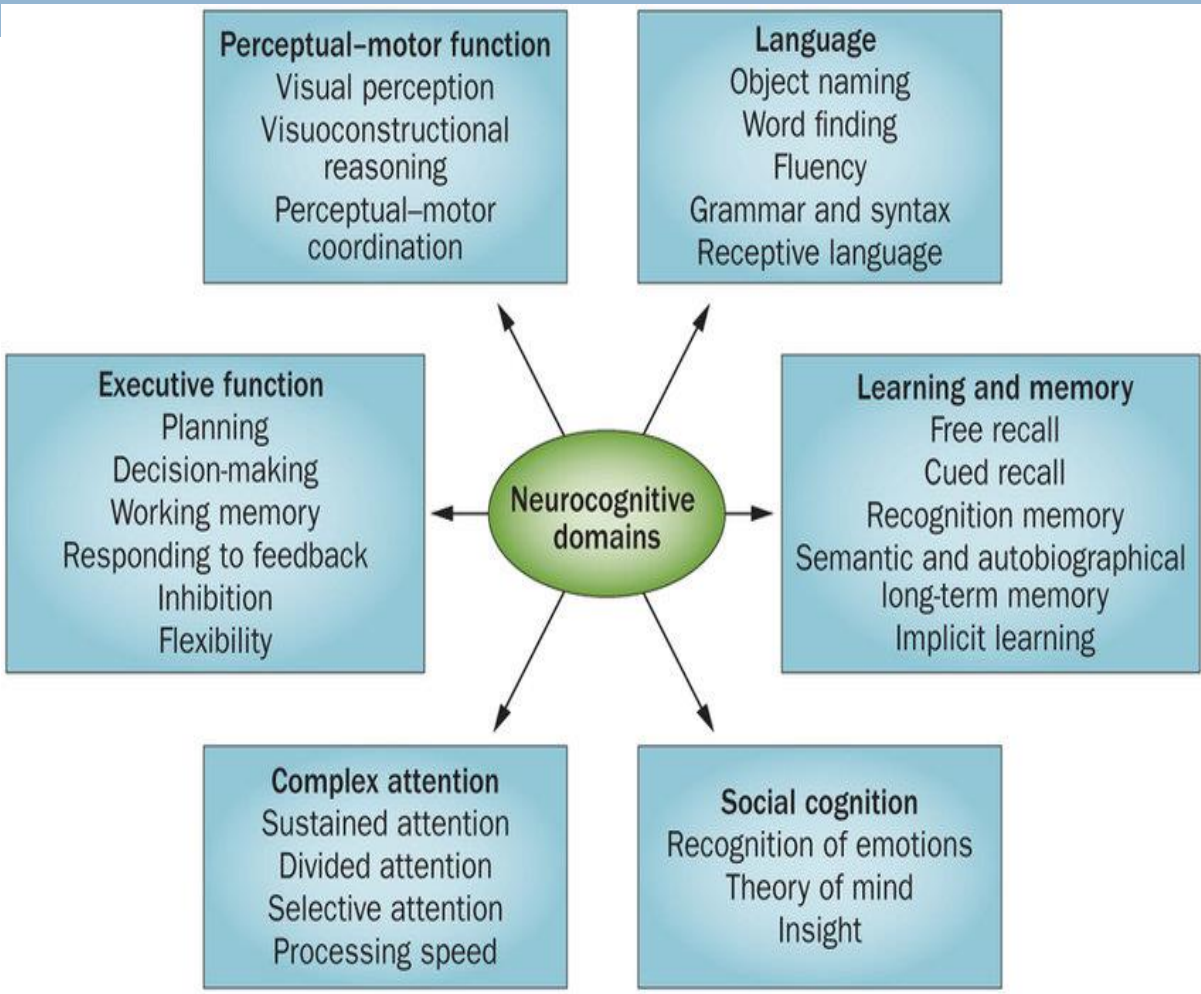 Perceptual–motor function
Visual perception
Visuoconstructional
reasoning
Perceptual–motor
coordination
Language
Object naming
Word finding
Fluency
Grammar and syntax
Receptive language
Executive function
Planning
Decision-making
Working memory
Responding to feedback
Inhibition
Flexibility
Neurocognitive
domains
Learning and memory
Free recall
Cued recall
Recognition memory
Semantic and autobiographical
long-term memory
Implicit learning
Complex attention
Sustained attention
Divided attention
Selective attention
Processing speed
Social cognition
Recognition of emotions
Theory of mind
Insight